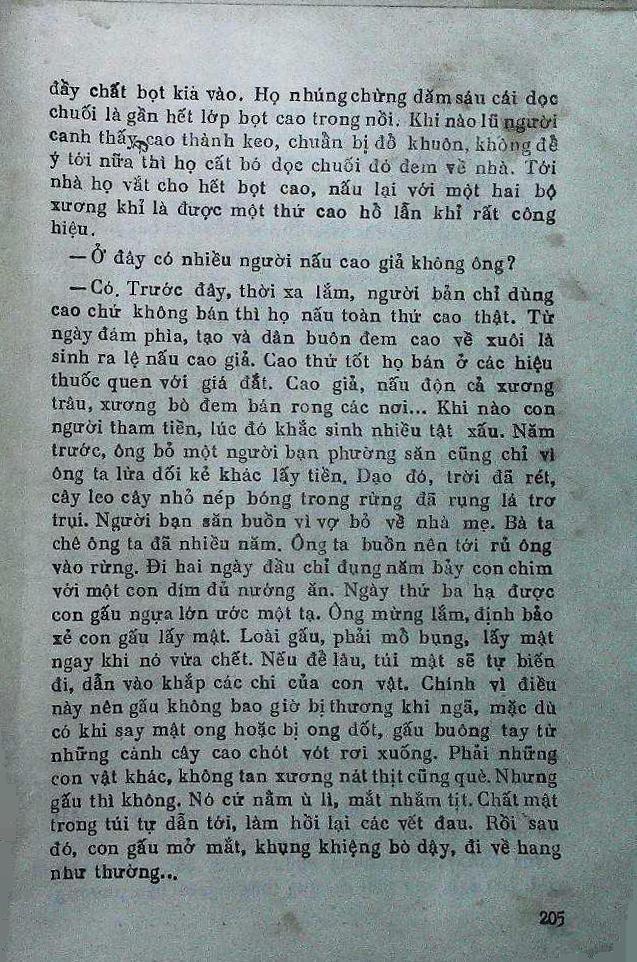 đầy chất bọt kia vào. Họ nhúng chừng dăm sáu cái dọc
chuối là gần hết lớp bọt cao trong nồi. Khi nào lũ người
canh thấy cao thành keo, chuẩn bị đổ khuôn, không để
ý tới nữa thì họ cất bó dọc chuối đó đem về nhà. Tới
nhà họ vắt cho hết bọt cao, nấu lại với một hai bộ
xương khỉ là được một thứ cao hổ lẫn khỉ rất công
hiệu.
— Ở đây có nhiều người nấu cao giả không ông?
— Có. Trước đây, thời xa lắm, người bản chỉ dùng
cao chứ không bán thì họ nấu toàn thứ cao thật. Từ
ngày đám phìa, tạo và dân buôn đem cao về xuôi là
sinh ra lệ nấu cao giả. Cao thứ tốt họ bán ở các hiệu
thuốc quen với giá đắt. Cao giả, nấu độn cả xương
trâu, xương bò đem bán rong các nơi... Khi nào con
người tham tiền, lúc đó khắc sinh nhiều tật xấu. Năm
trước, ông bỏ một người bạn phường săn cũng chỉ vì
ông ta lừa dối kẻ khác lấy tiền. Dạo đó, trời đã rét,
cây leo cây nhỏ nép bóng trong rừng đã rụng lá trơ
trụi. Người bạn săn buồn vì vợ bỏ về nhà mẹ. Bà ta
chê ông ta đã nhiều năm. Ông ta buồn nên tới rủ ông
vào rừng. Đi hai ngày đầu chỉ đụng năm bảy con chim
với một con dím đủ nướng ăn. Ngày thứ ba hạ được
con gấu ngựa lớn ước một tạ. Ông mừng lắm, định bảo
xẻ con gấu lấy mật. Loài gấu, phải mổ bụng, lấy mật
ngay khi nó vừa chết. Nếu để lâu, túi mật sẽ tự biến
đi, dẫn vào khắp các chi của con vật. Chính vì điều
này nên gấu không bao giờ bị thương khi ngã, mặc dù
có khi say mật ong hoặc bị ong đốt, gấu buông tay từ
những cành cây cao chót vót rơi xuống. Phải những
con vật khác, không tan xương nát thịt cũng què. Nhưng
gấu thì không. Nó cứ nằm ù lì, mắt nhắm tịt. Chất mật
trong túi tự dẫn tới, làm hồi lại các vết đau. Rồi sau
đó, con gấu mở mắt, khụng khiệng bò dậy, đi về hang
như thường...
205